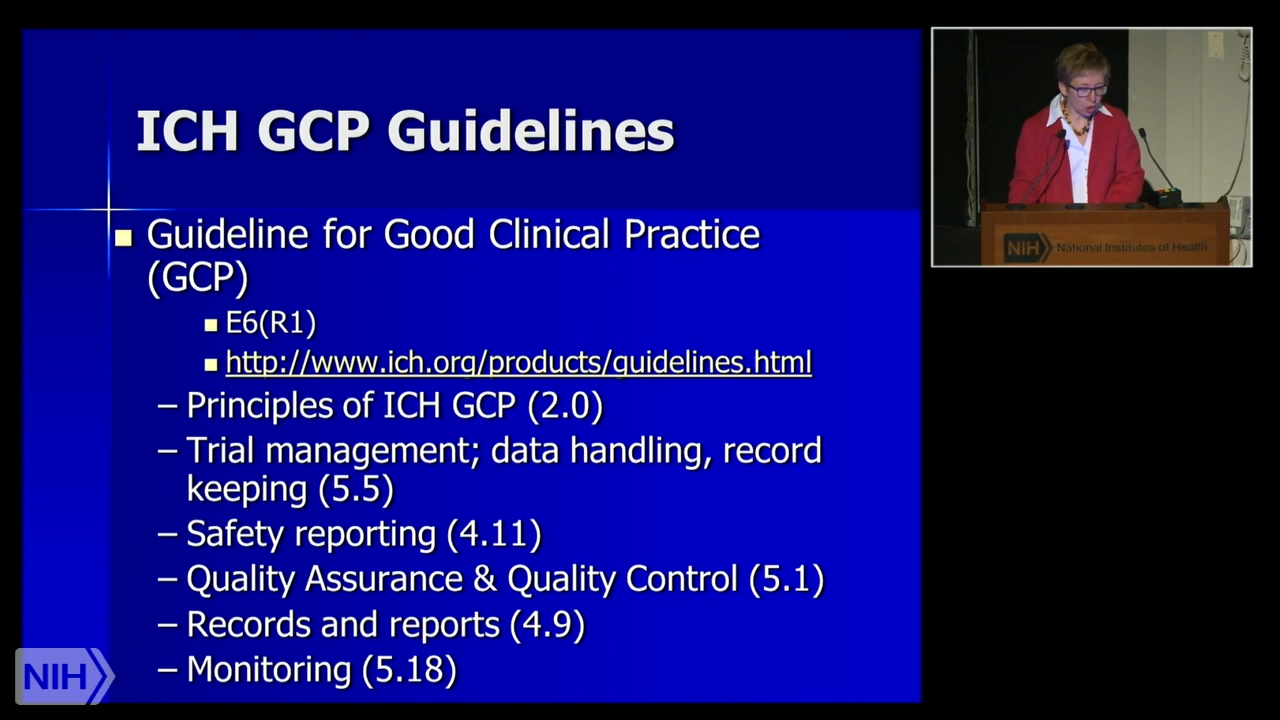 ICH GCP Guidelines
Guideline for Good Clinical Practice
(GCP)
E6(R1)
http://www.ich.org/products/guidelines.html
– Principles of ICH GCP (2.0)
– Trial management; data handling, record
keeping (5.5)
– Safety reporting (4.11)
– Quality Assurance & Quality Control (5.1)
– Records and reports (4.9)
– Monitoring (5.18)
NIH
NIH National Institutes of Health